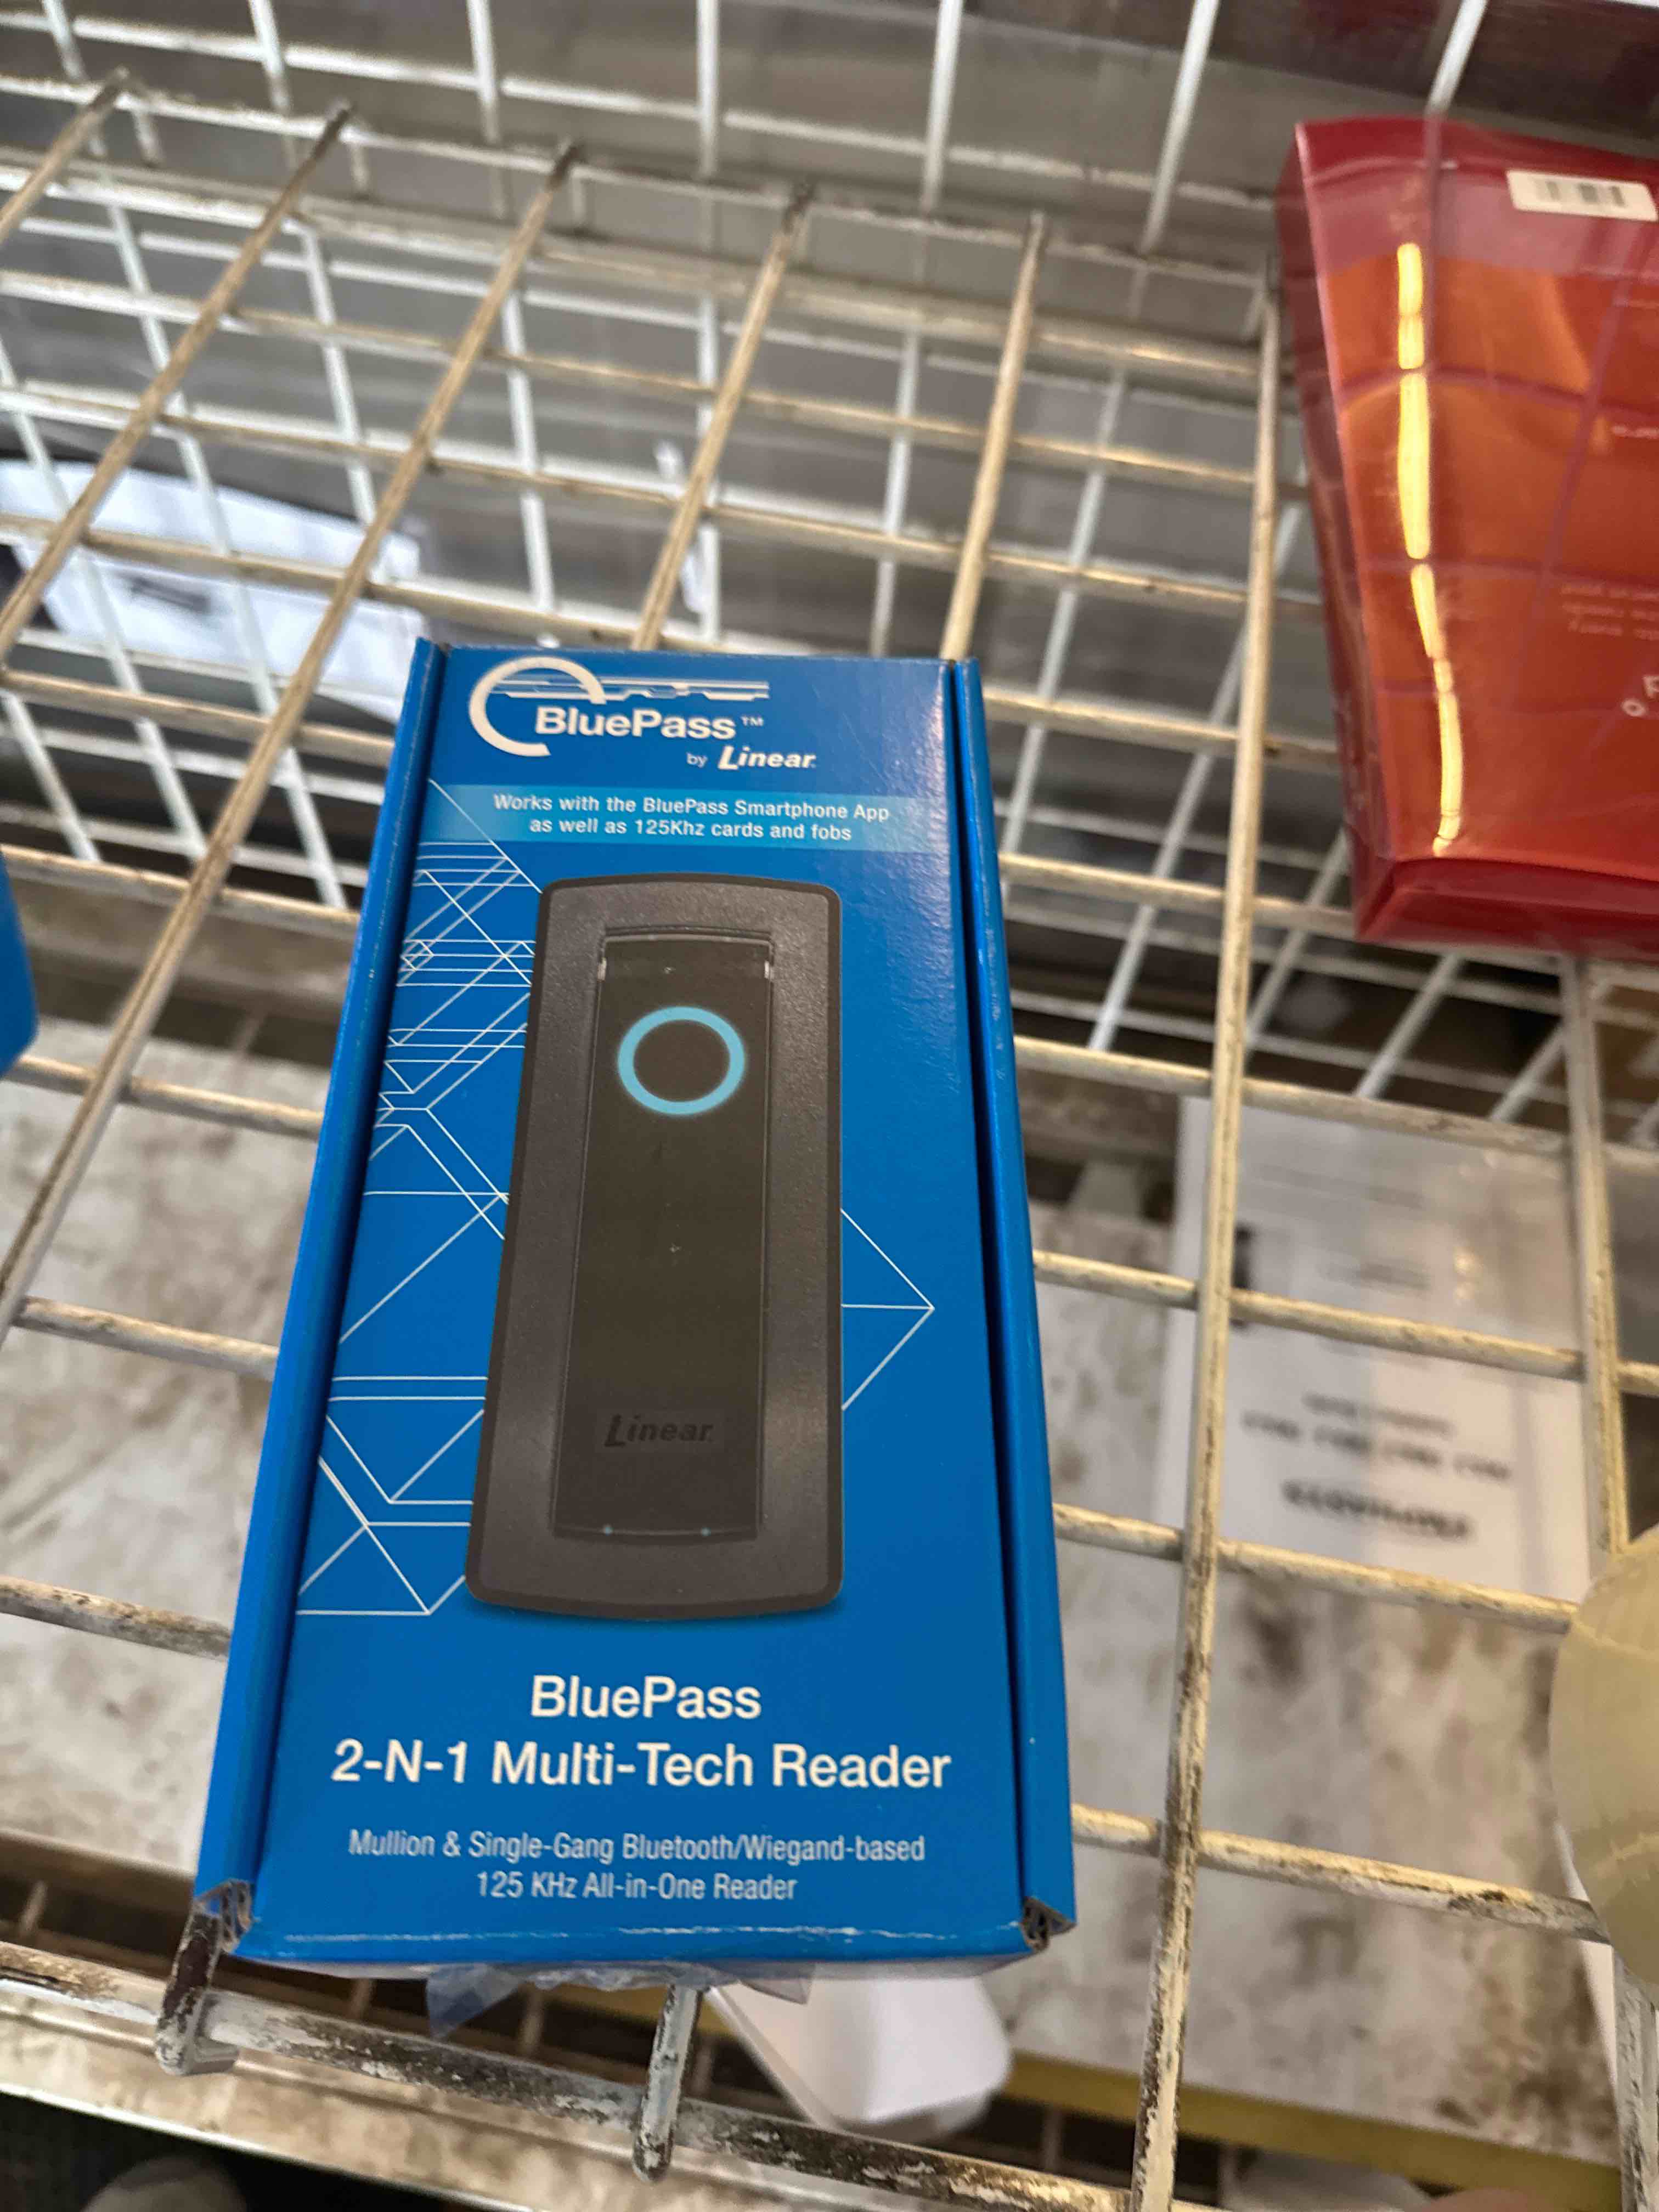 BluePass™
by Linear
Works with the BluePass Smartphone App
as well as 125Khz cards and fobs
Linear
BluePass
2-N-1 Multi-Tech Reader
Mullion & Single-Gang Bluetooth/Wiegand-based
125 KHz All-in-One Reader